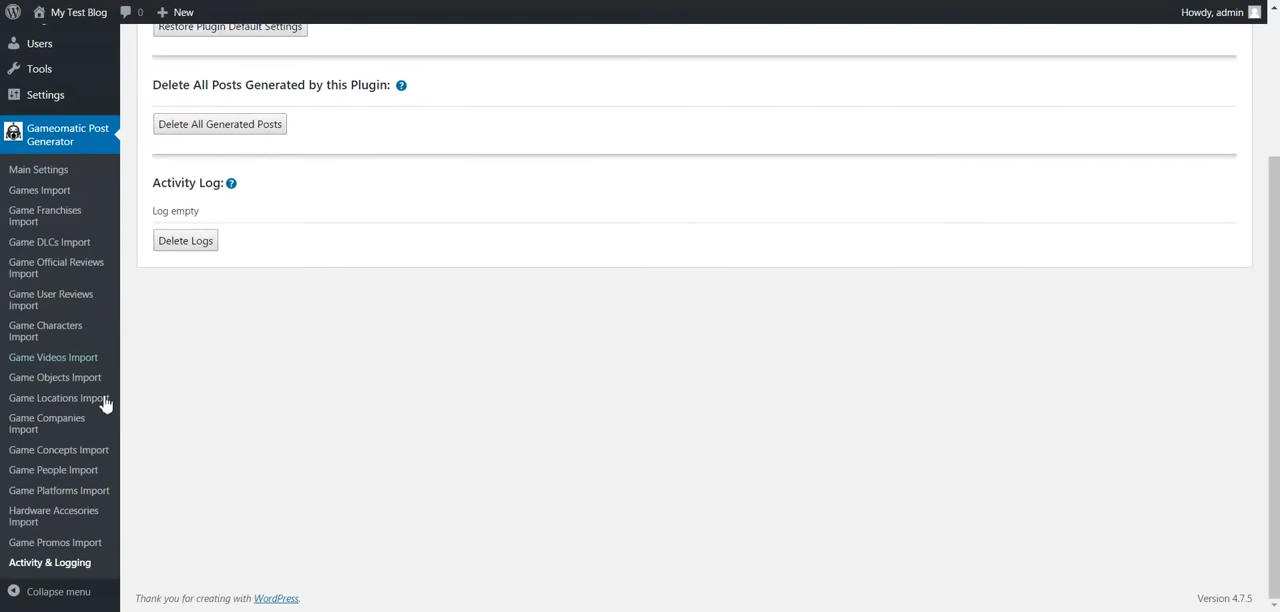 My Test Blog 0 New Howdy, admin
Users
Tools
Settings
Gameomatic Post
Generator
Main Settings
Games Import
Game Franchises
Import
Game DLCs Import
Game Official Reviews
Import
Game User Reviews
Import
Game Characters
Import
Game Videos Import
Game Objects Import
Game Locations Import
Game Companies
Import
Game Concepts Import
Game People Import
Game Platforms Import
Hardware Accesories
Import
Game Promos Import
Activity & Logging
Collapse menu
Restore Plugin Default Settings
Delete All Posts Generated by this Plugin: ?
Delete All Generated Posts
Activity Log: ?
Log empty
Delete Logs
Thank you for creating with WordPress. Version 4.7.5